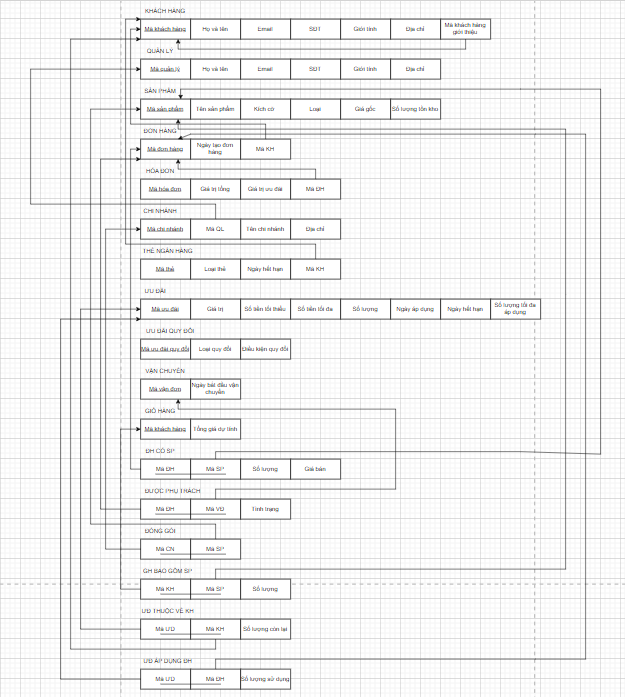 KHÁCH HÀNG
Mã khách hàng Họ và tên Email SĐT Giới tính Địa chỉ Mã khách hàng giới thiệu
QUẢN LÝ
Mã quản lý Họ và tên Email SĐT Giới tính Địa chỉ
SẢN PHẨM
Mã sản phẩm Tên sản phẩm Kích cỡ Loại Giá gốc Số lượng tồn kho
ĐƠN HÀNG
Mã đơn hàng Ngày tạo đơn hàng Mã KH
HÓA ĐƠN
Mã hóa đơn Giá trị tổng Giá trị ưu đãi Mã ĐH
CHI NHÁNH
Mã chi nhánh Mã QL Tên chi nhánh Địa chỉ
THẺ NGÂN HÀNG
Mã thẻ Loại thẻ Ngày hết hạn Mã KH
ƯU ĐÃI
Mã ưu đãi Giá trị Số tiền tối thiểu Số tiền tối đa Số lượng Ngày áp dụng Ngày hết hạn Số lượng tối đa áp dụng
ƯU ĐÃI QUY ĐỔI
Mã ưu đãi quy đổi Loại quy đổi Điều kiện quy đổi
VẬN CHUYỂN
Mã vận đơn Ngày bắt đầu vận chuyển
GIỎ HÀNG
Mã khách hàng Tổng giá dự tính
ĐH CÓ SP
Mã ĐH Mã SP Số lượng Giá bán
ĐƯỢC PHỤ TRÁCH
Mã ĐH Mã VĐ Tình trạng
ĐÓNG GÓI
Mã CN Mã SP
GH BAO GỒM SP
Mã KH Mã SP Số lượng
ƯĐ THUỘC VỀ KH
Mã ƯĐ Mã KH Số lượng còn lại
ƯĐ ÁP DỤNG ĐH
Mã ƯĐ Mã ĐH Số lượng sử dụng